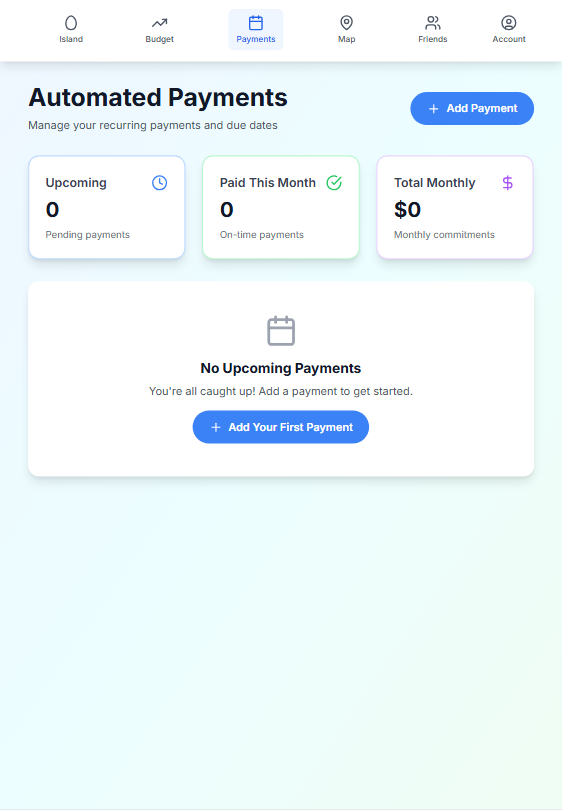 Island
Budget
Payments
Map
Friends
Account
Automated Payments
Manage your recurring payments and due dates
Add Payment
Upcoming
0
Pending payments
Paid This Month
0
On-time payments
Total Monthly
$0
Monthly commitments
No Upcoming Payments
You're all caught up! Add a payment to get started.
Add Your First Payment